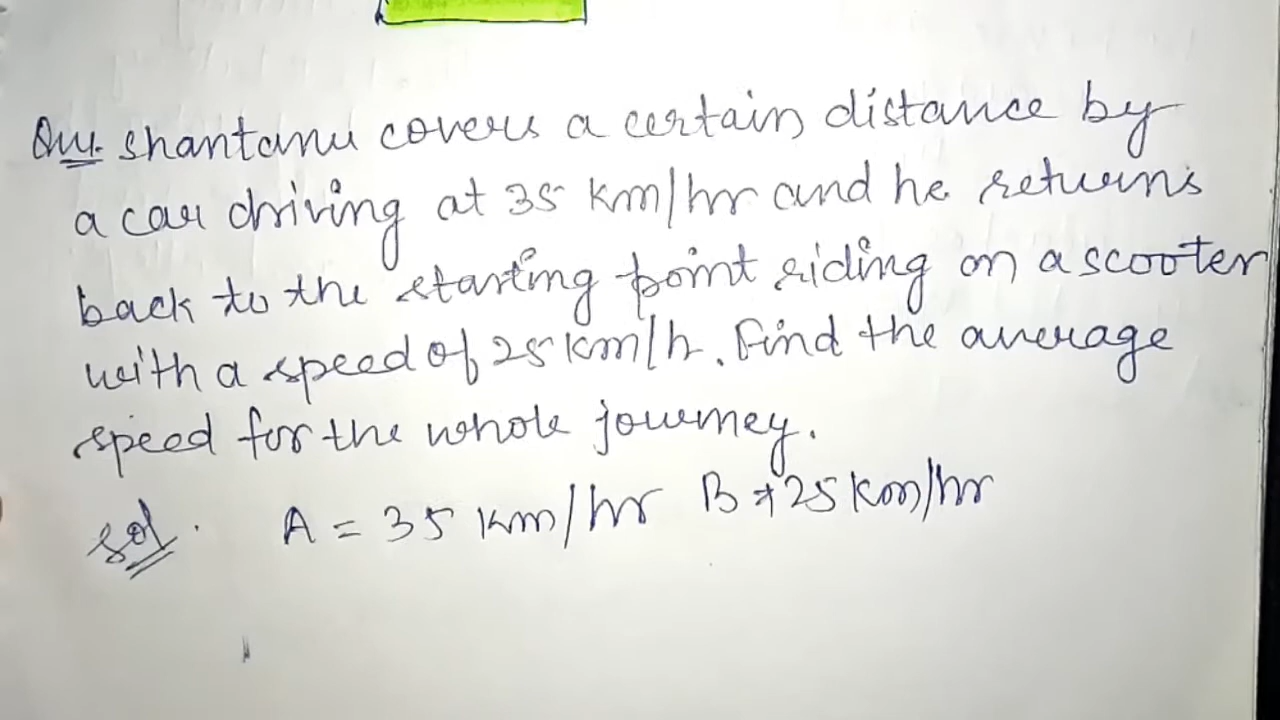 Que. Shantanu covers a certain distance by
a car driving at 35 km/hr and he returns
back to the starting point riding on a scooter
with a speed of 25 km/h. Find the average
speed for the whole journey.
Sol. A = 35 km/hr B = 25 km/hr